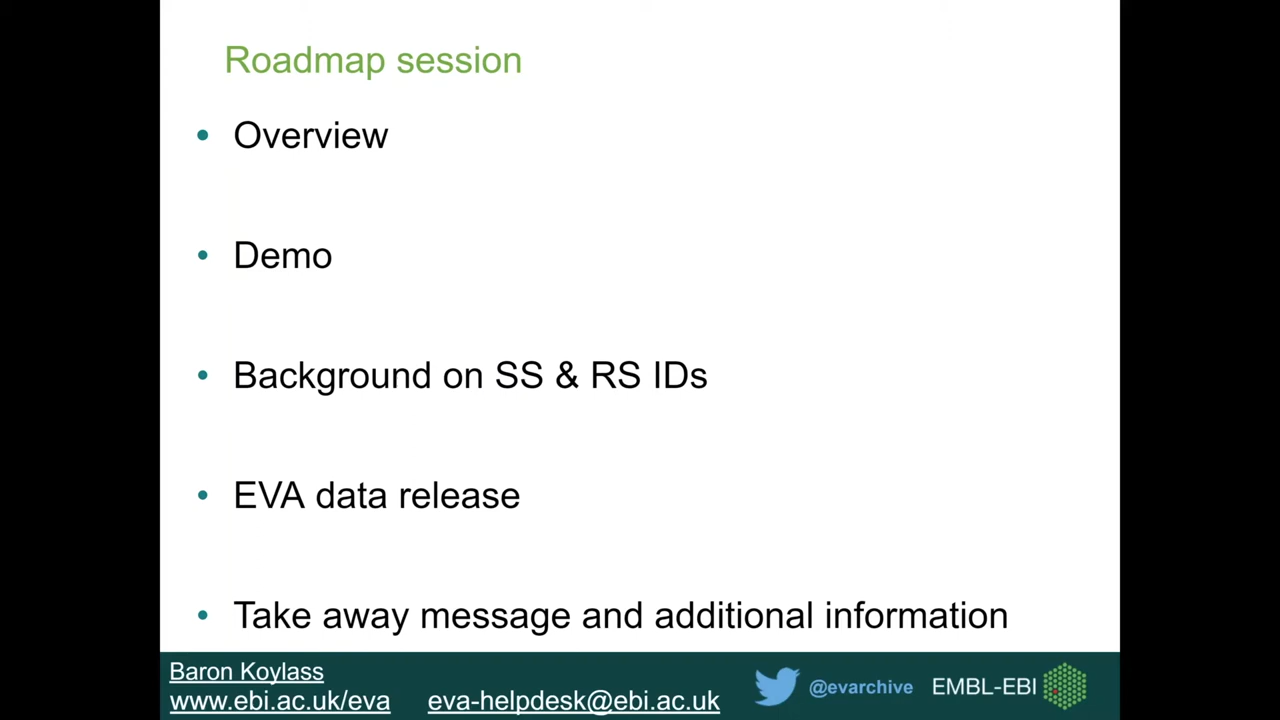 Roadmap session
• Overview
• Demo
• Background on SS & RS IDs
• EVA data release
• Take away message and additional information
Baron Koylass
www.ebi.ac.uk/eva eva-helpdesk@ebi.ac.uk
@evarchive EMBL-EBI